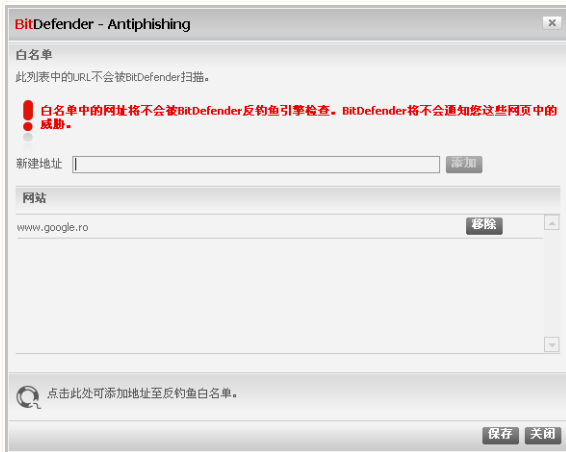 BitDefender - Antiphishing
白名单
此列表中的URL不会被BitDefender扫描。
白名单中的网址将不会被BitDefender反钓鱼引擎检查。BitDefender将不会通知您这些网页中的
威胁。
新建地址 添加
网站
www.google.ro 移除
点击此处可添加地址至反钓鱼白名单。
保存 关闭